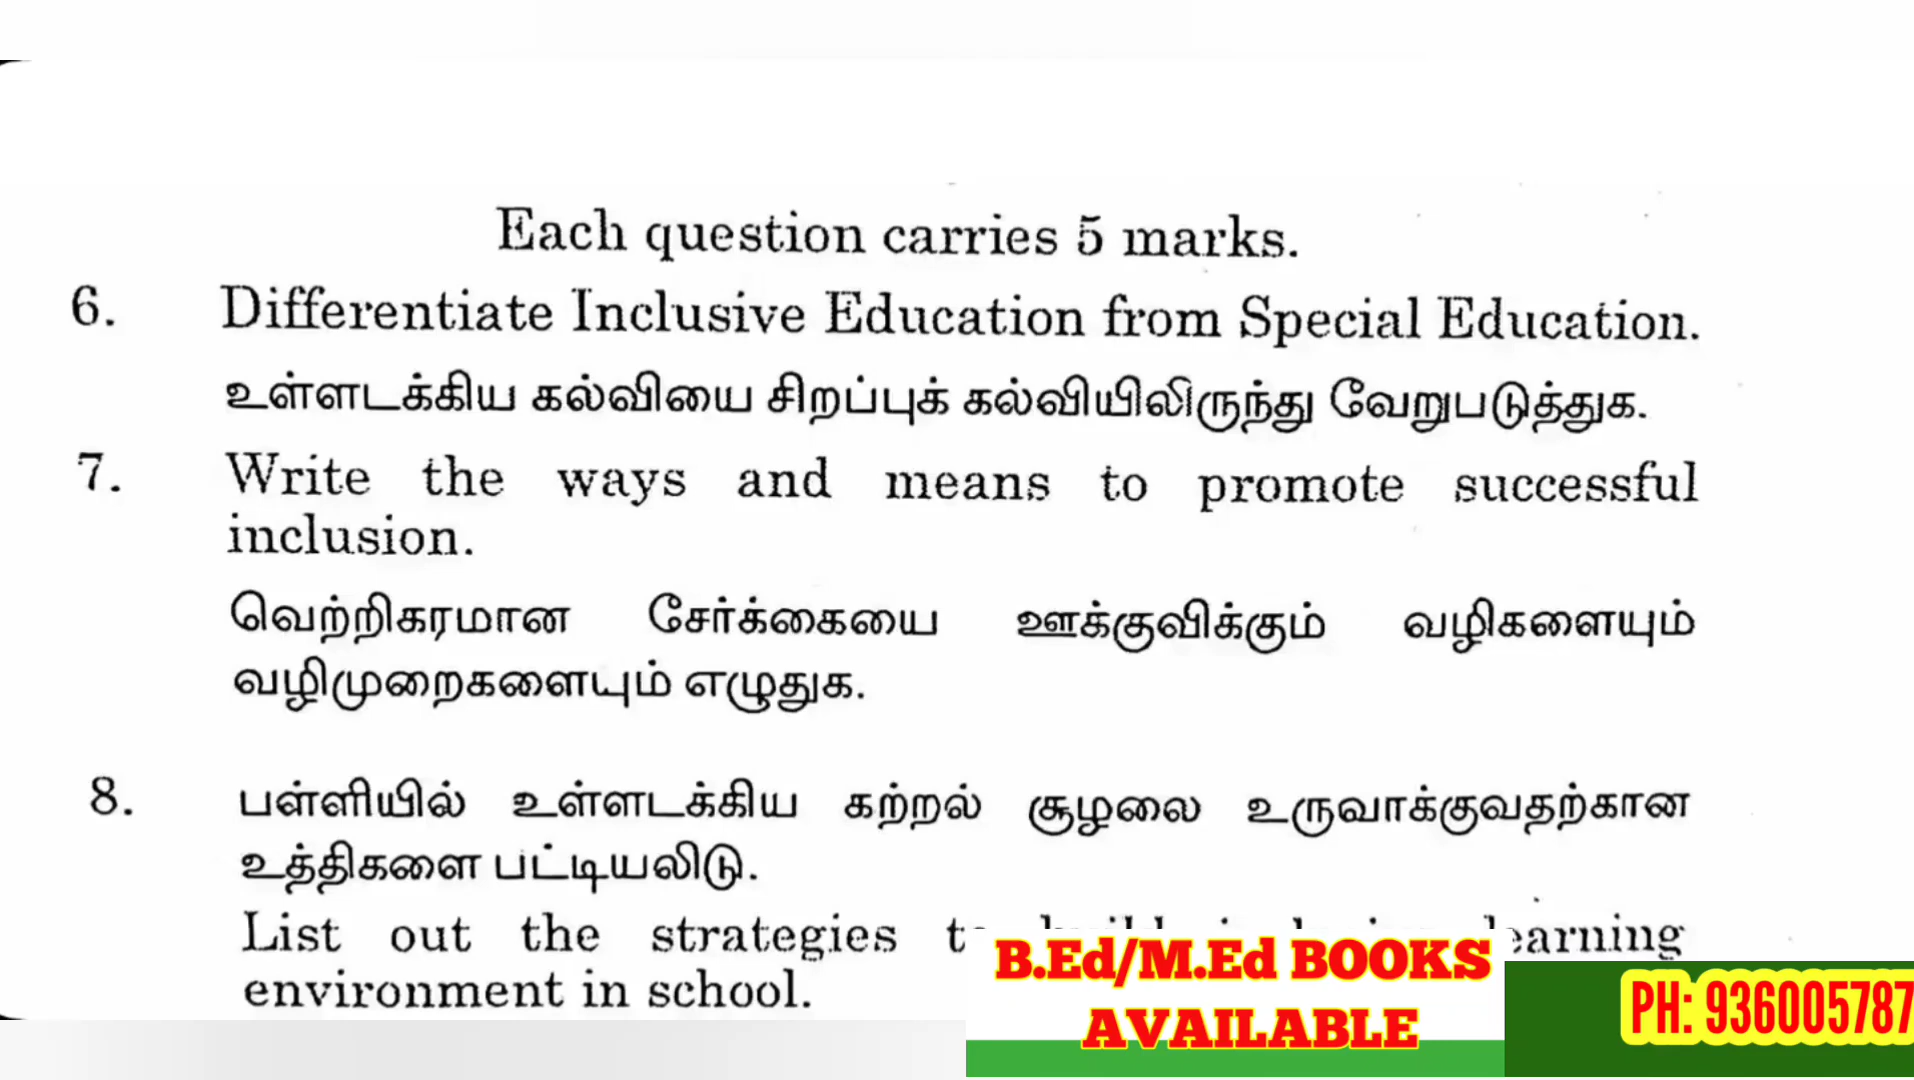 Each question carries 5 marks.
6. Differentiate Inclusive Education from Special Education.
உள்ளடக்கிய கல்வியை சிறப்புக் கல்வியிலிருந்து வேறுபடுத்துக.
7. Write the ways and means to promote successful
inclusion.
வெற்றிகரமான சேர்க்கையை ஊக்குவிக்கும் வழிகளையும்
வழிமுறைகளையும் எழுதுக.
8. பள்ளியில் உள்ளடக்கிய கற்றல் சூழலை உருவாக்குவதற்கான
உத்திகளை பட்டியலிடு.
List out the strategies
environment in school.
B.Ed/M.Ed BOOKS
AVAILABLE
PH: 936005787